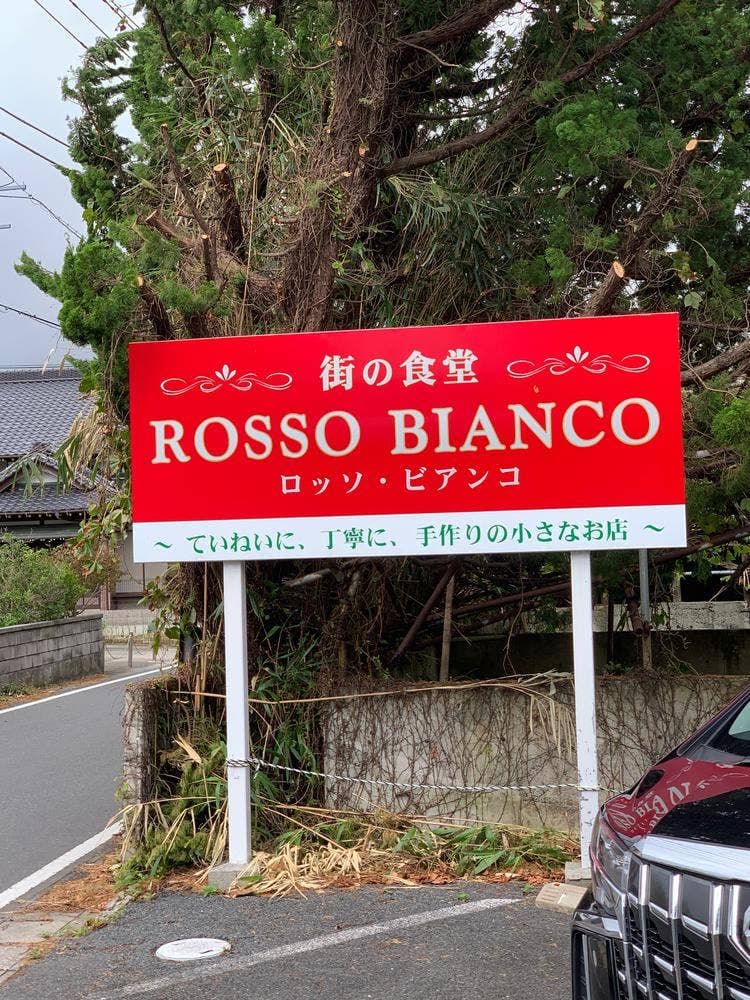 街の食堂
ROSSO BIANCO
ロッソ・ビアンコ
～ ていねいに、丁寧に、手作りの小さなお店 ～